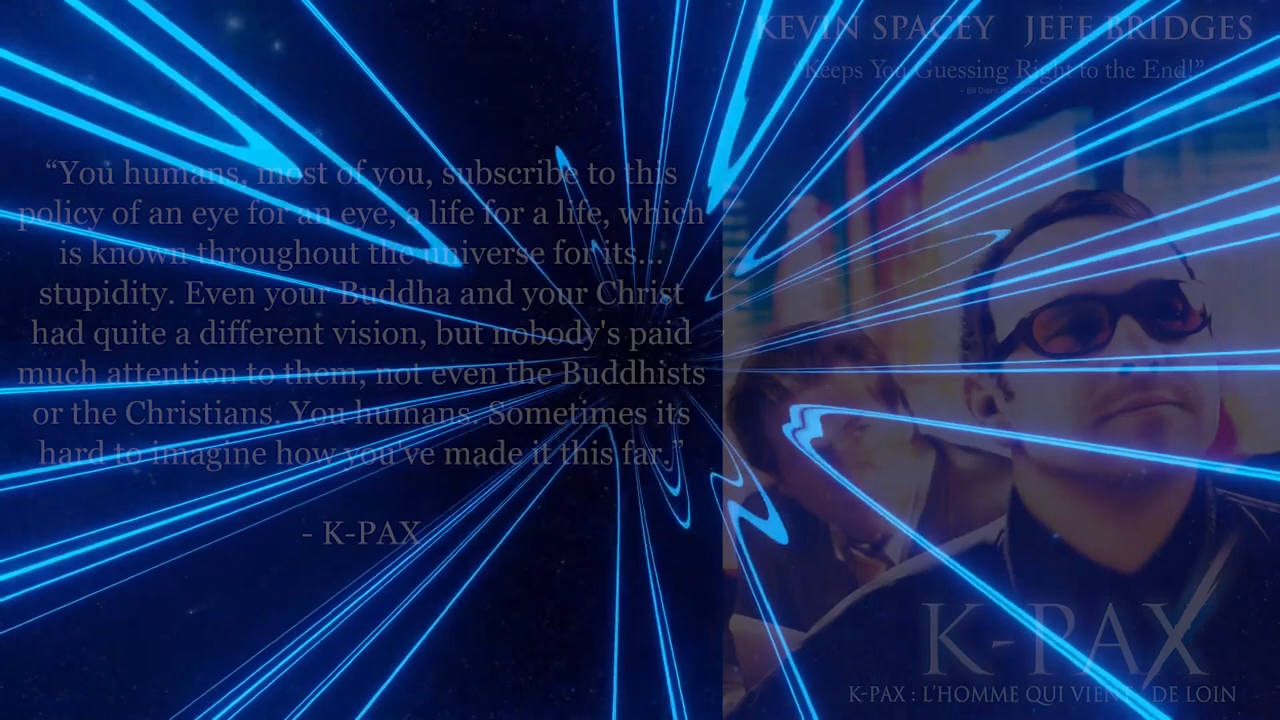 KEVIN SPACEY JEFF BRIDGES
“Keeps You Guessing Right to the End!”
“You humans, most of you, subscribe to this
policy of an eye for an eye, a life for a life, which
is known throughout the universe for its...
stupidity. Even your Buddha and your Christ
had quite a different vision, but nobody's paid
much attention to them, not even the Buddhists
or the Christians. You humans. Sometimes its
hard to imagine how you've made it this far.”
- K-PAX
K-PAX
K-PAX : L'HOMME QUI VIENT DE LOIN